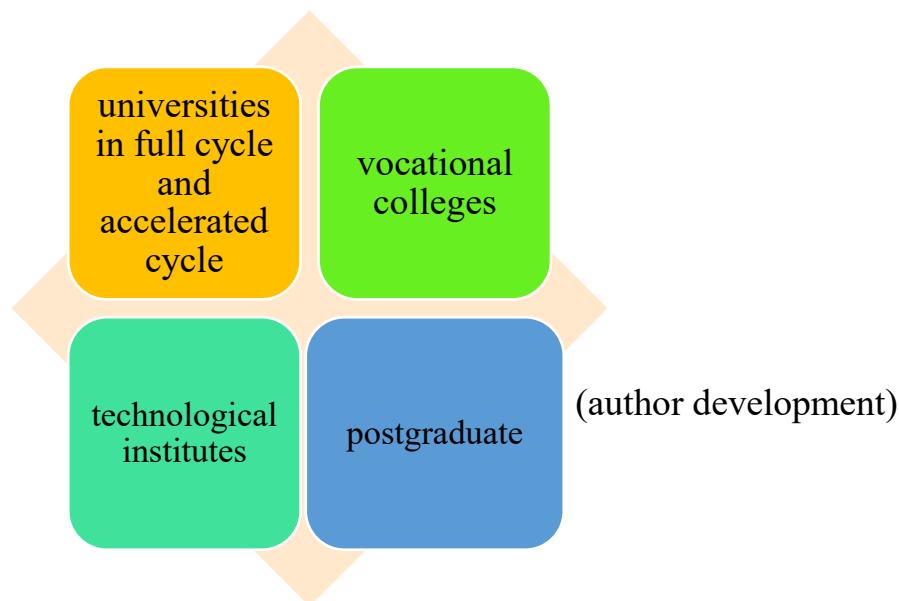 universities
in full cycle
and
accelerated
cycle
vocational
colleges
technological
institutes
postgraduate
(author development)